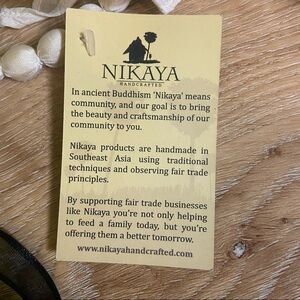 NIKAYA
HANDCRAFTED
In ancient Buddhism 'Nikaya' means
community, and our goal is to bring
the beauty and craftsmanship of our
community to you.
Nikaya products are handmade in
Southeast Asia using traditional
techniques and observing fair trade
principles.
By supporting fair trade businesses
like Nikaya you're not only helping
to feed a family today, but you're
offering them a better tomorrow.
www.nikayahandcrafted.com